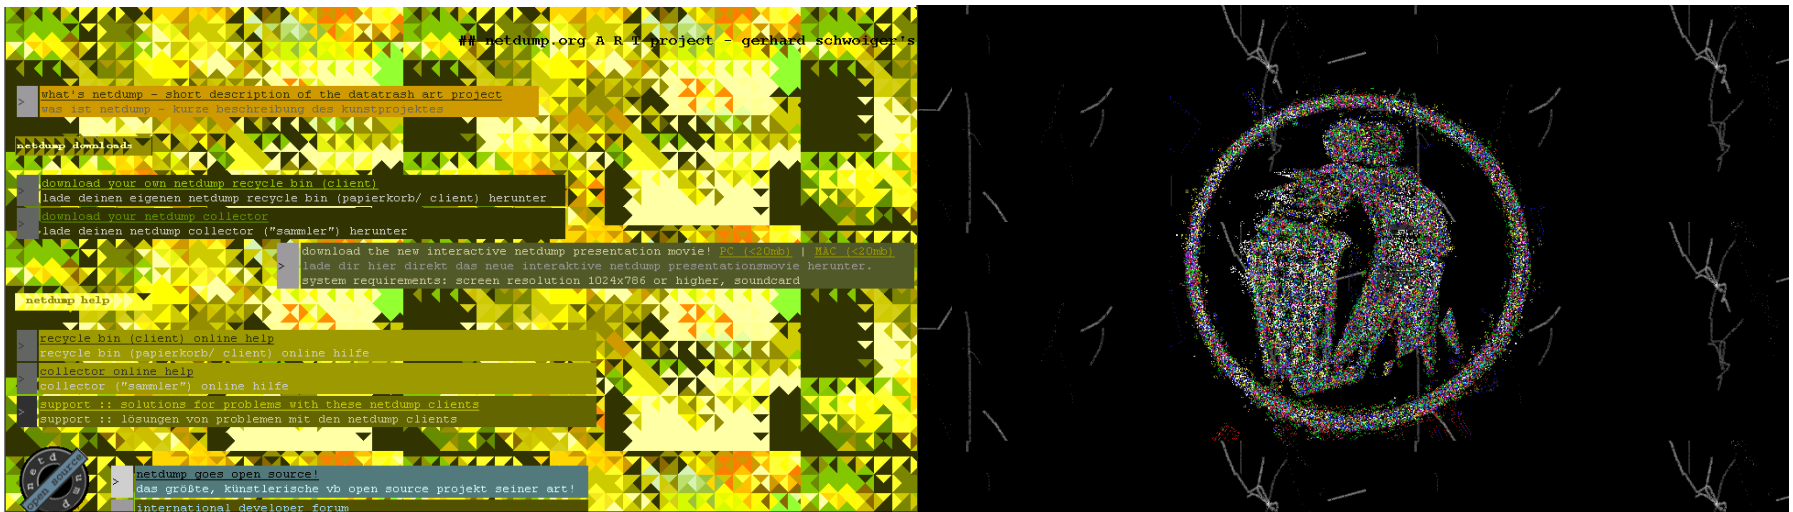 ## netdump.org A R T project - gerhard schwoiger's
> what's netdump - short description of the datatrash art project
was ist netdump - kurze beschreibung des kunstprojektes
netdump downloads
> download your own netdump recycle bin (client)
lade deinen eigenen netdump recycle bin (papierkorb/ client) herunter
> download your netdump collector
lade deinen netdump collector ("sammler") herunter
> download the new interactive netdump presentation movie! PC (<20mb) | MAC (<20mb)
lade dir hier direkt das neue interaktive netdump presentationsmovie herunter.
system requirements: screen resolution 1024x786 or higher, soundcard
netdump help
> recycle bin (client) online help
recycle bin (papierkorb/ client) online hilfe
> collector online help
collector ("sammler") online hilfe
> support :: solutions for problems with these netdump clients
support :: lösungen von problemen mit den netdump clients
netdump
open source
> netdump goes open source!
das größte, künstlerische vb open source projekt seiner art!
international developer forum